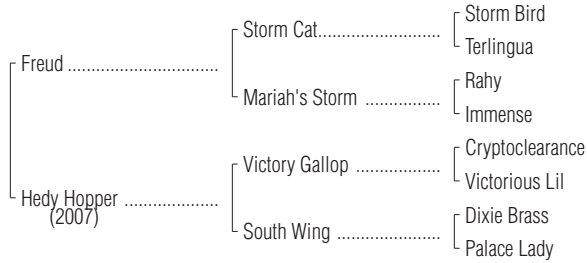 Storm Bird
Storm Cat..........................
Terlingua
Freud ................................
Rahy
Mariah's Storm ................
Immense
Cryptoclearance
Victory Gallop ..................
Victorious Lil
Hedy Hopper ....................
(2007)
Dixie Brass
South Wing ......................
Palace Lady